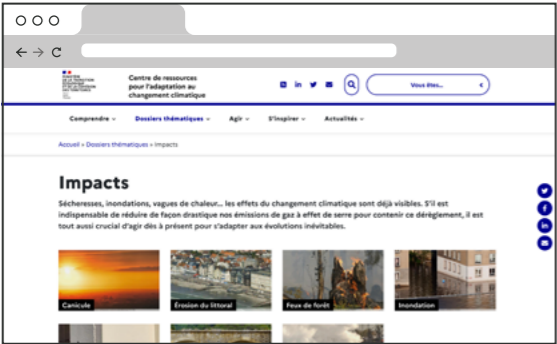 Centre de ressources
pour l'adaptation au
changement climatique
Vous êtes...
Comprendre
Dossiers thématiques
Agir
S'inspirer
Actualités
Accueil » Dossiers thématiques » Impacts
Impacts
Sécheresses, inondations, vagues de chaleur... les effets du changement climatique sont déjà visibles. S'il est
indispensable de réduire de façon drastique nos émissions de gaz à effet de serre pour contenir ce dérèglement, il est
tout aussi crucial d'agir dès à présent pour s'adapter aux évolutions inévitables.
Canicule
Érosion du littoral
Feux de forêt
Inondation